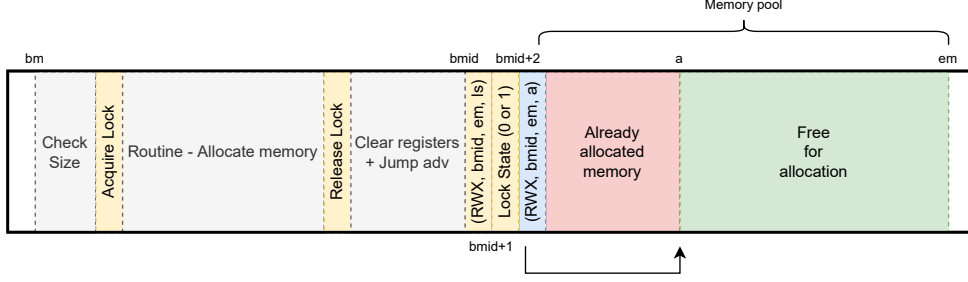 Memory pool
bm
bmid
bmid+2
a
em
Check
Size
Acquire Lock
Routine - Allocate memory
Release Lock
Clear registers
+ Jump adv
(RWX, bmid, em, ls)
Lock State (0 or 1)
(RWX, bmid, em, a)
Already
allocated
memory
Free
for
allocation
bmid+1